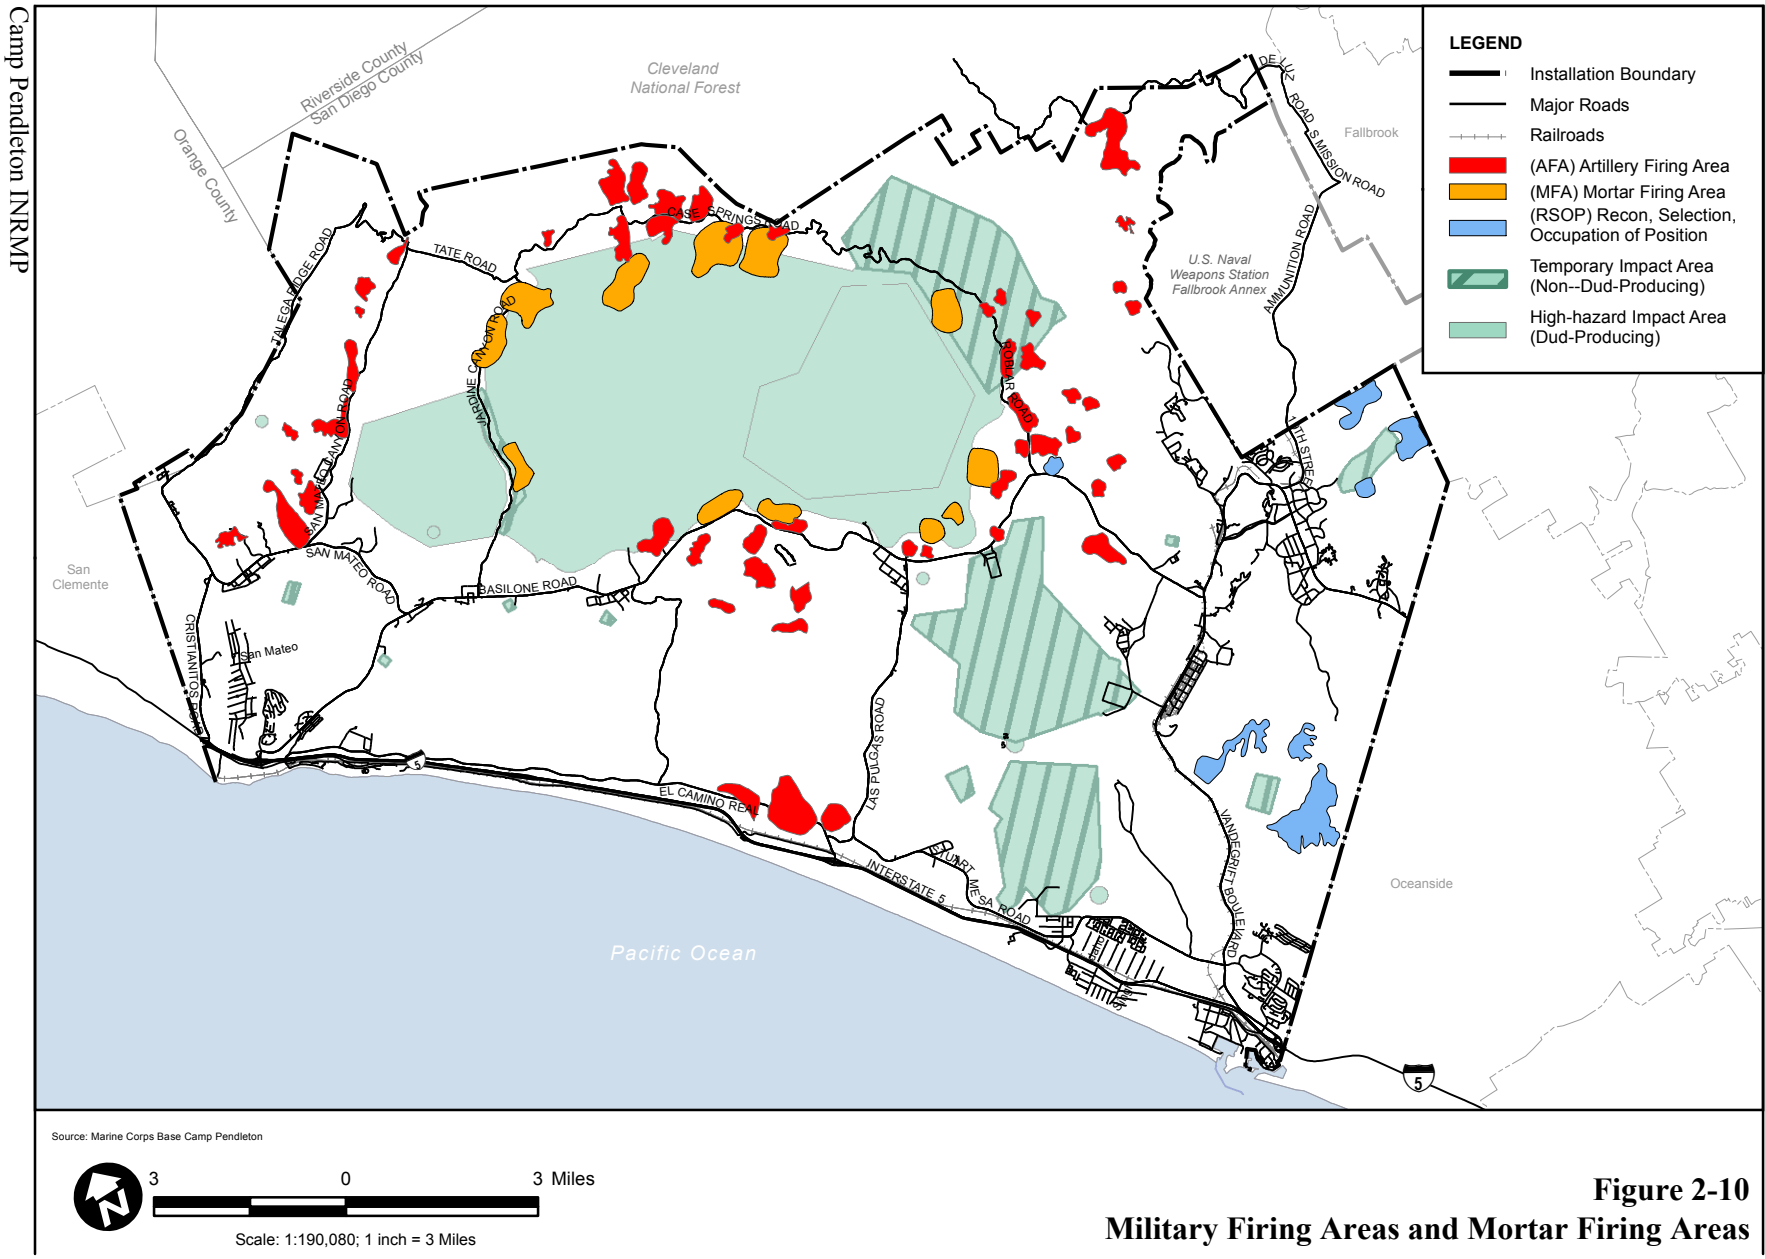 Camp Pendleton INRMP
Riverside County
San Diego County
Orange County
Cleveland
National Forest
DE LUZ ROAD
S MISSION ROAD
Fallbrook
LEGEND
Installation Boundary
Major Roads
Railroads
(AFA) Artillery Firing Area
(MFA) Mortar Firing Area
(RSOP) Recon, Selection,
Occupation of Position
Temporary Impact Area
(Non--Dud-Producing)
High-hazard Impact Area
(Dud-Producing)
CASE SPRINGS ROAD
TATE ROAD
TALEGA RIDGE ROAD
U.S. Naval
Weapons Station
Fallbrook Annex
AMMUNITION ROAD
JARDINE CANYON ROAD
ROBLAR ROAD
SAN MATEO CANYON ROAD
11TH STREET
SAN MATEO ROAD
BASILONE ROAD
San
Clemente
CRISTIANITOS ROAD
San Mateo
5
EL CAMINO REAL
LAS PULGAS ROAD
STUART MESA ROAD
INTERSTATE 5
VANDEGRIFT BOULEVARD
Oceanside
Pacific Ocean
5
Source: Marine Corps Base Camp Pendleton
N
3 0 3 Miles
Scale: 1:190,080; 1 inch = 3 Miles
Figure 2-10
Military Firing Areas and Mortar Firing Areas